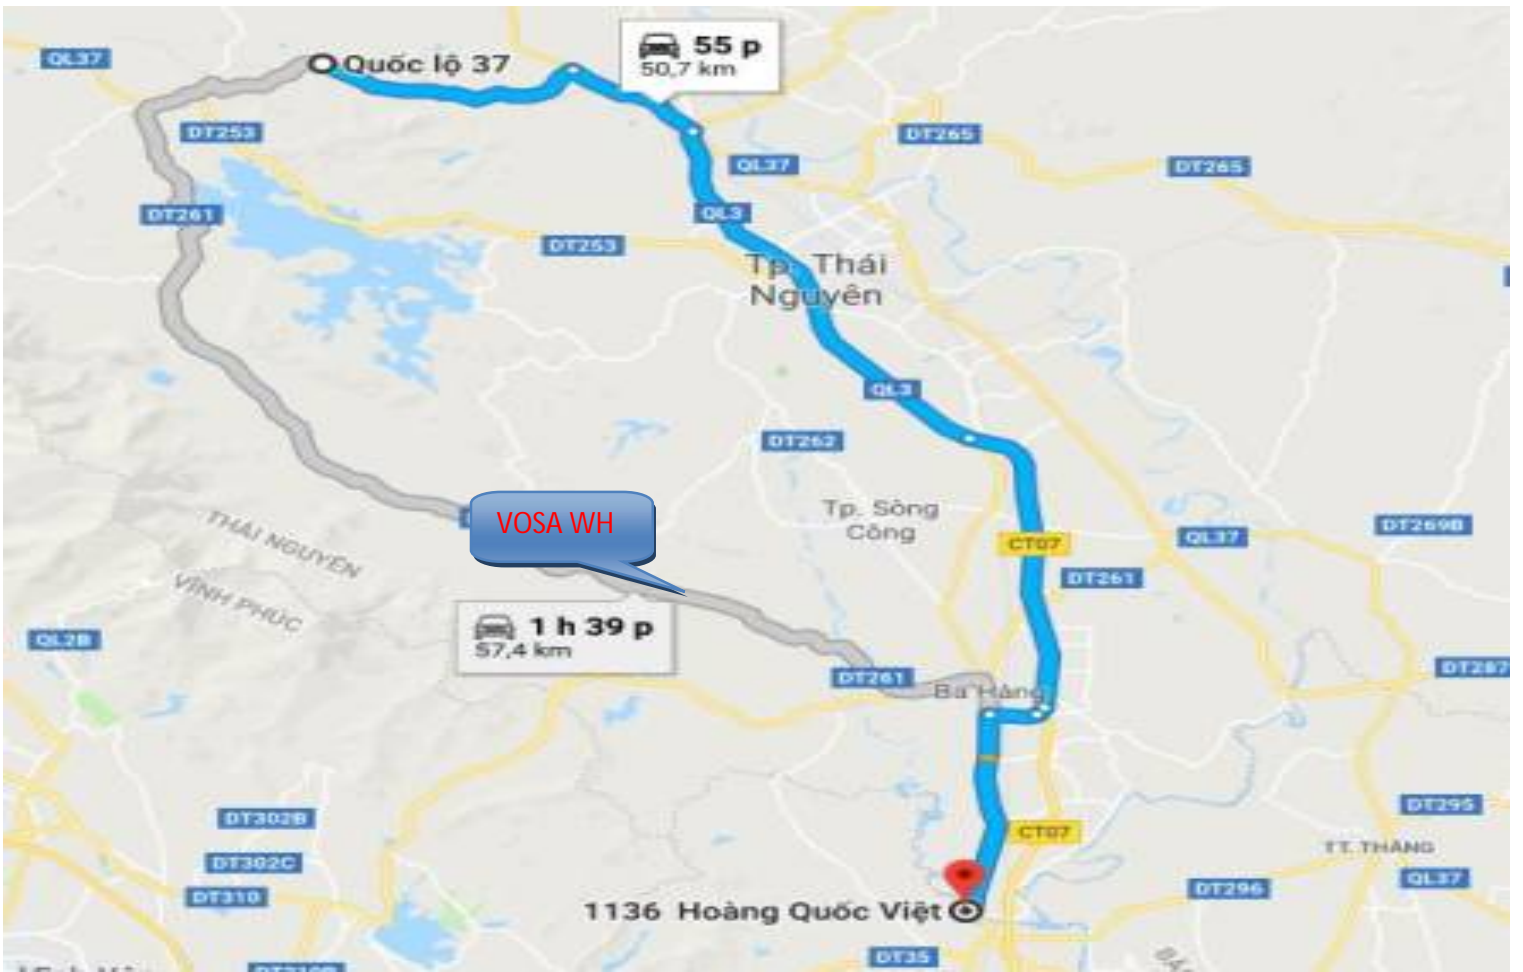 55 p
50,7 km
QL37
Quốc lộ 37
DT253
DT265
QL37
DT265
DT261
QL3
DT253
Tp. Thái
Nguyên
QL3
DT262
VOSA WH
Tp. Sông
Công
DT269B
CT07
QL37
THÁI NGUYÊN
DT261
VĨNH PHÚC
1 h 39 p
57,4 km
QL2B
DT261
DT287
Ba Hàng
DT302B
DT295
CT07
TT. THẮNG
DT302C
QL37
DT310
DT296
1136 Hoàng Quốc Việt
DT35